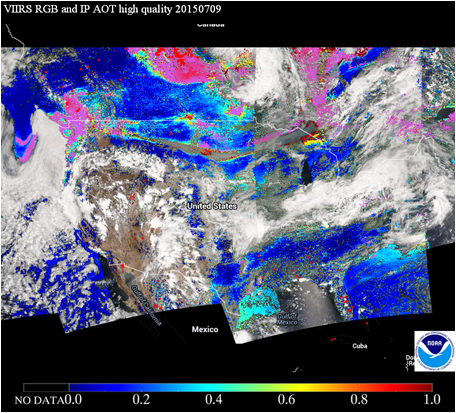 VIIRS RGB and IP AOT high quality 20150709
Canada
United States
Gulf of
Mexico
Mexico
Cuba
NOAA
NO DATA 0.0 0.2 0.4 0.6 0.8 1.0